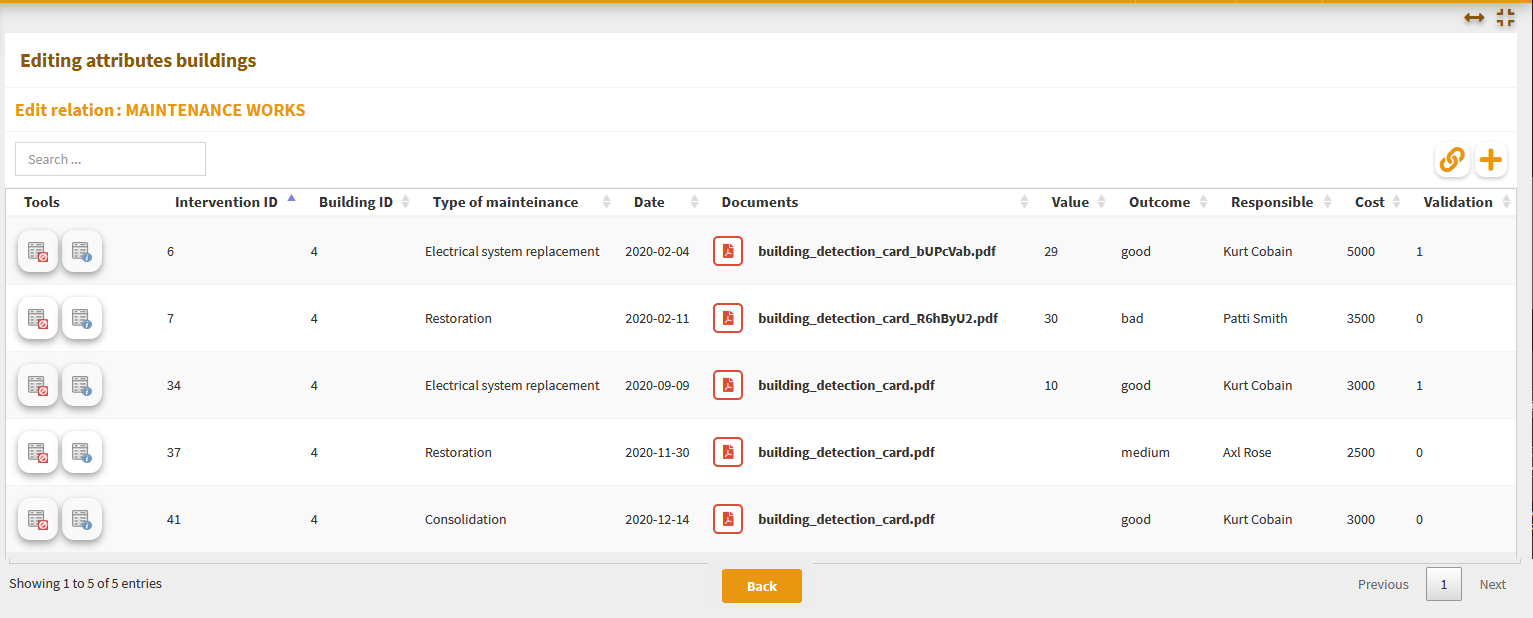 Editing attributes buildings
Edit relation : MAINTENANCE WORKS
Search ...
Tools Intervention ID Building ID Type of mainteinance Date Documents Value Outcome Responsible Cost Validation
6 4 Electrical system replacement 2020-02-04 building_detection_card_bUPcVab.pdf 29 good Kurt Cobain 5000 1
7 4 Restoration 2020-02-11 building_detection_card_R6hByU2.pdf 30 bad Patti Smith 3500 0
34 4 Electrical system replacement 2020-09-09 building_detection_card.pdf 10 good Kurt Cobain 3000 1
37 4 Restoration 2020-11-30 building_detection_card.pdf medium Axl Rose 2500 0
41 4 Consolidation 2020-12-14 building_detection_card.pdf good Kurt Cobain 3000 0
Showing 1 to 5 of 5 entries Back Previous 1 Next